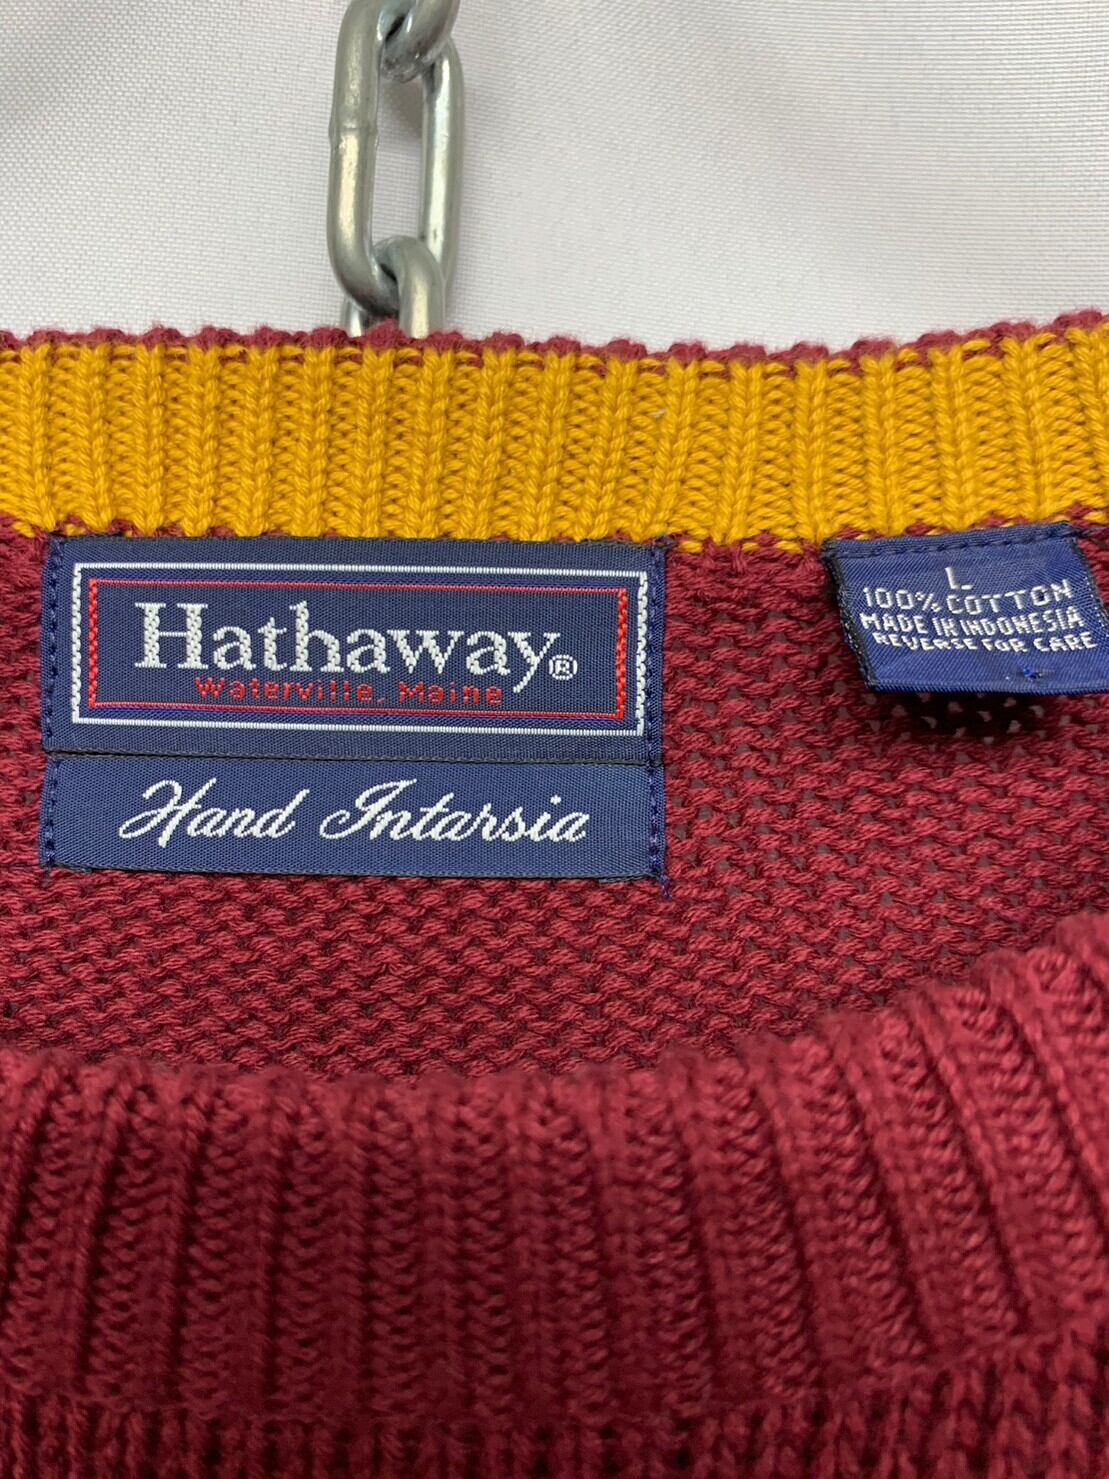 Hathaway®
Waterville, Maine
Hand Intarsia
L
100% COTTON
MADE IN INDONESIA
REVERSE FOR CARE